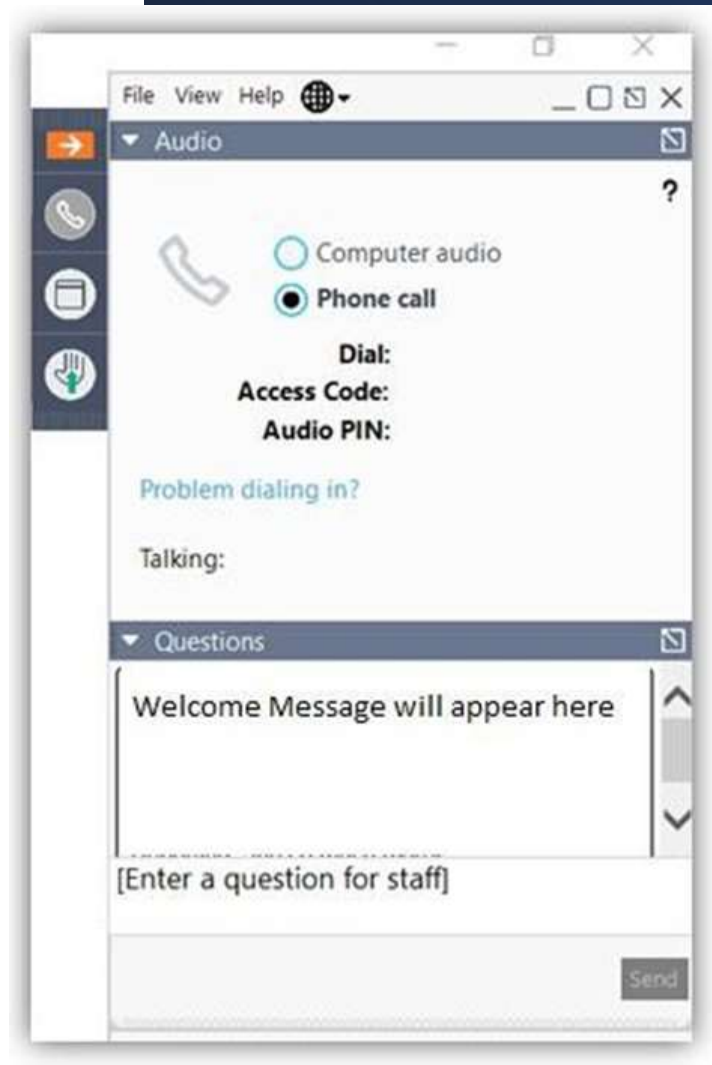 File View Help
Audio
?
Computer audio
Phone call
Dial:
Access Code:
Audio PIN:
Problem dialing in?
Talking:
Questions
Welcome Message will appear here
[Enter a question for staff]
Send